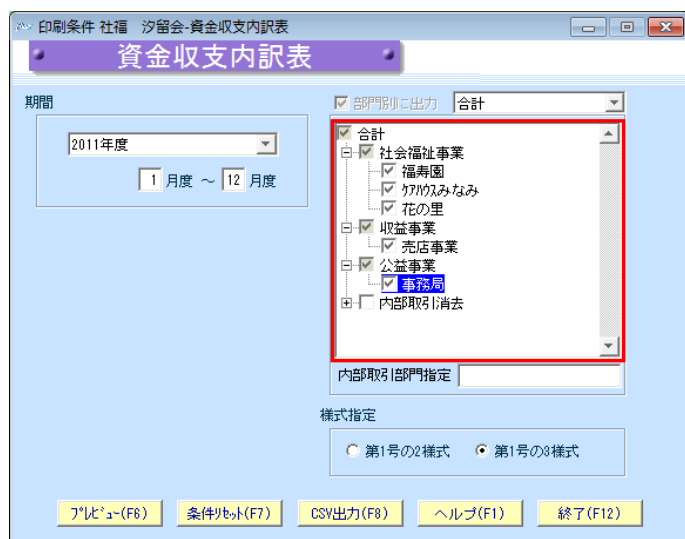 印刷条件 社福 汐留会-資金収支内訳表
資金収支内訳表
期間
2011年度
1 月度 ～ 12 月度
部門別に出力 合計
合計
社会福祉事業
福寿園
ｹｱﾊｳｽみなみ
花の里
収益事業
売店事業
公益事業
事務局
内部取引消去
内部取引部門指定
様式指定
第1号の2様式 第1号の3様式
ﾌﾟﾚﾋﾞｭｰ(F6) 条件ﾘｾｯﾄ(F7) CSV出力(F8) ヘルプ(F1) 終了(F12)